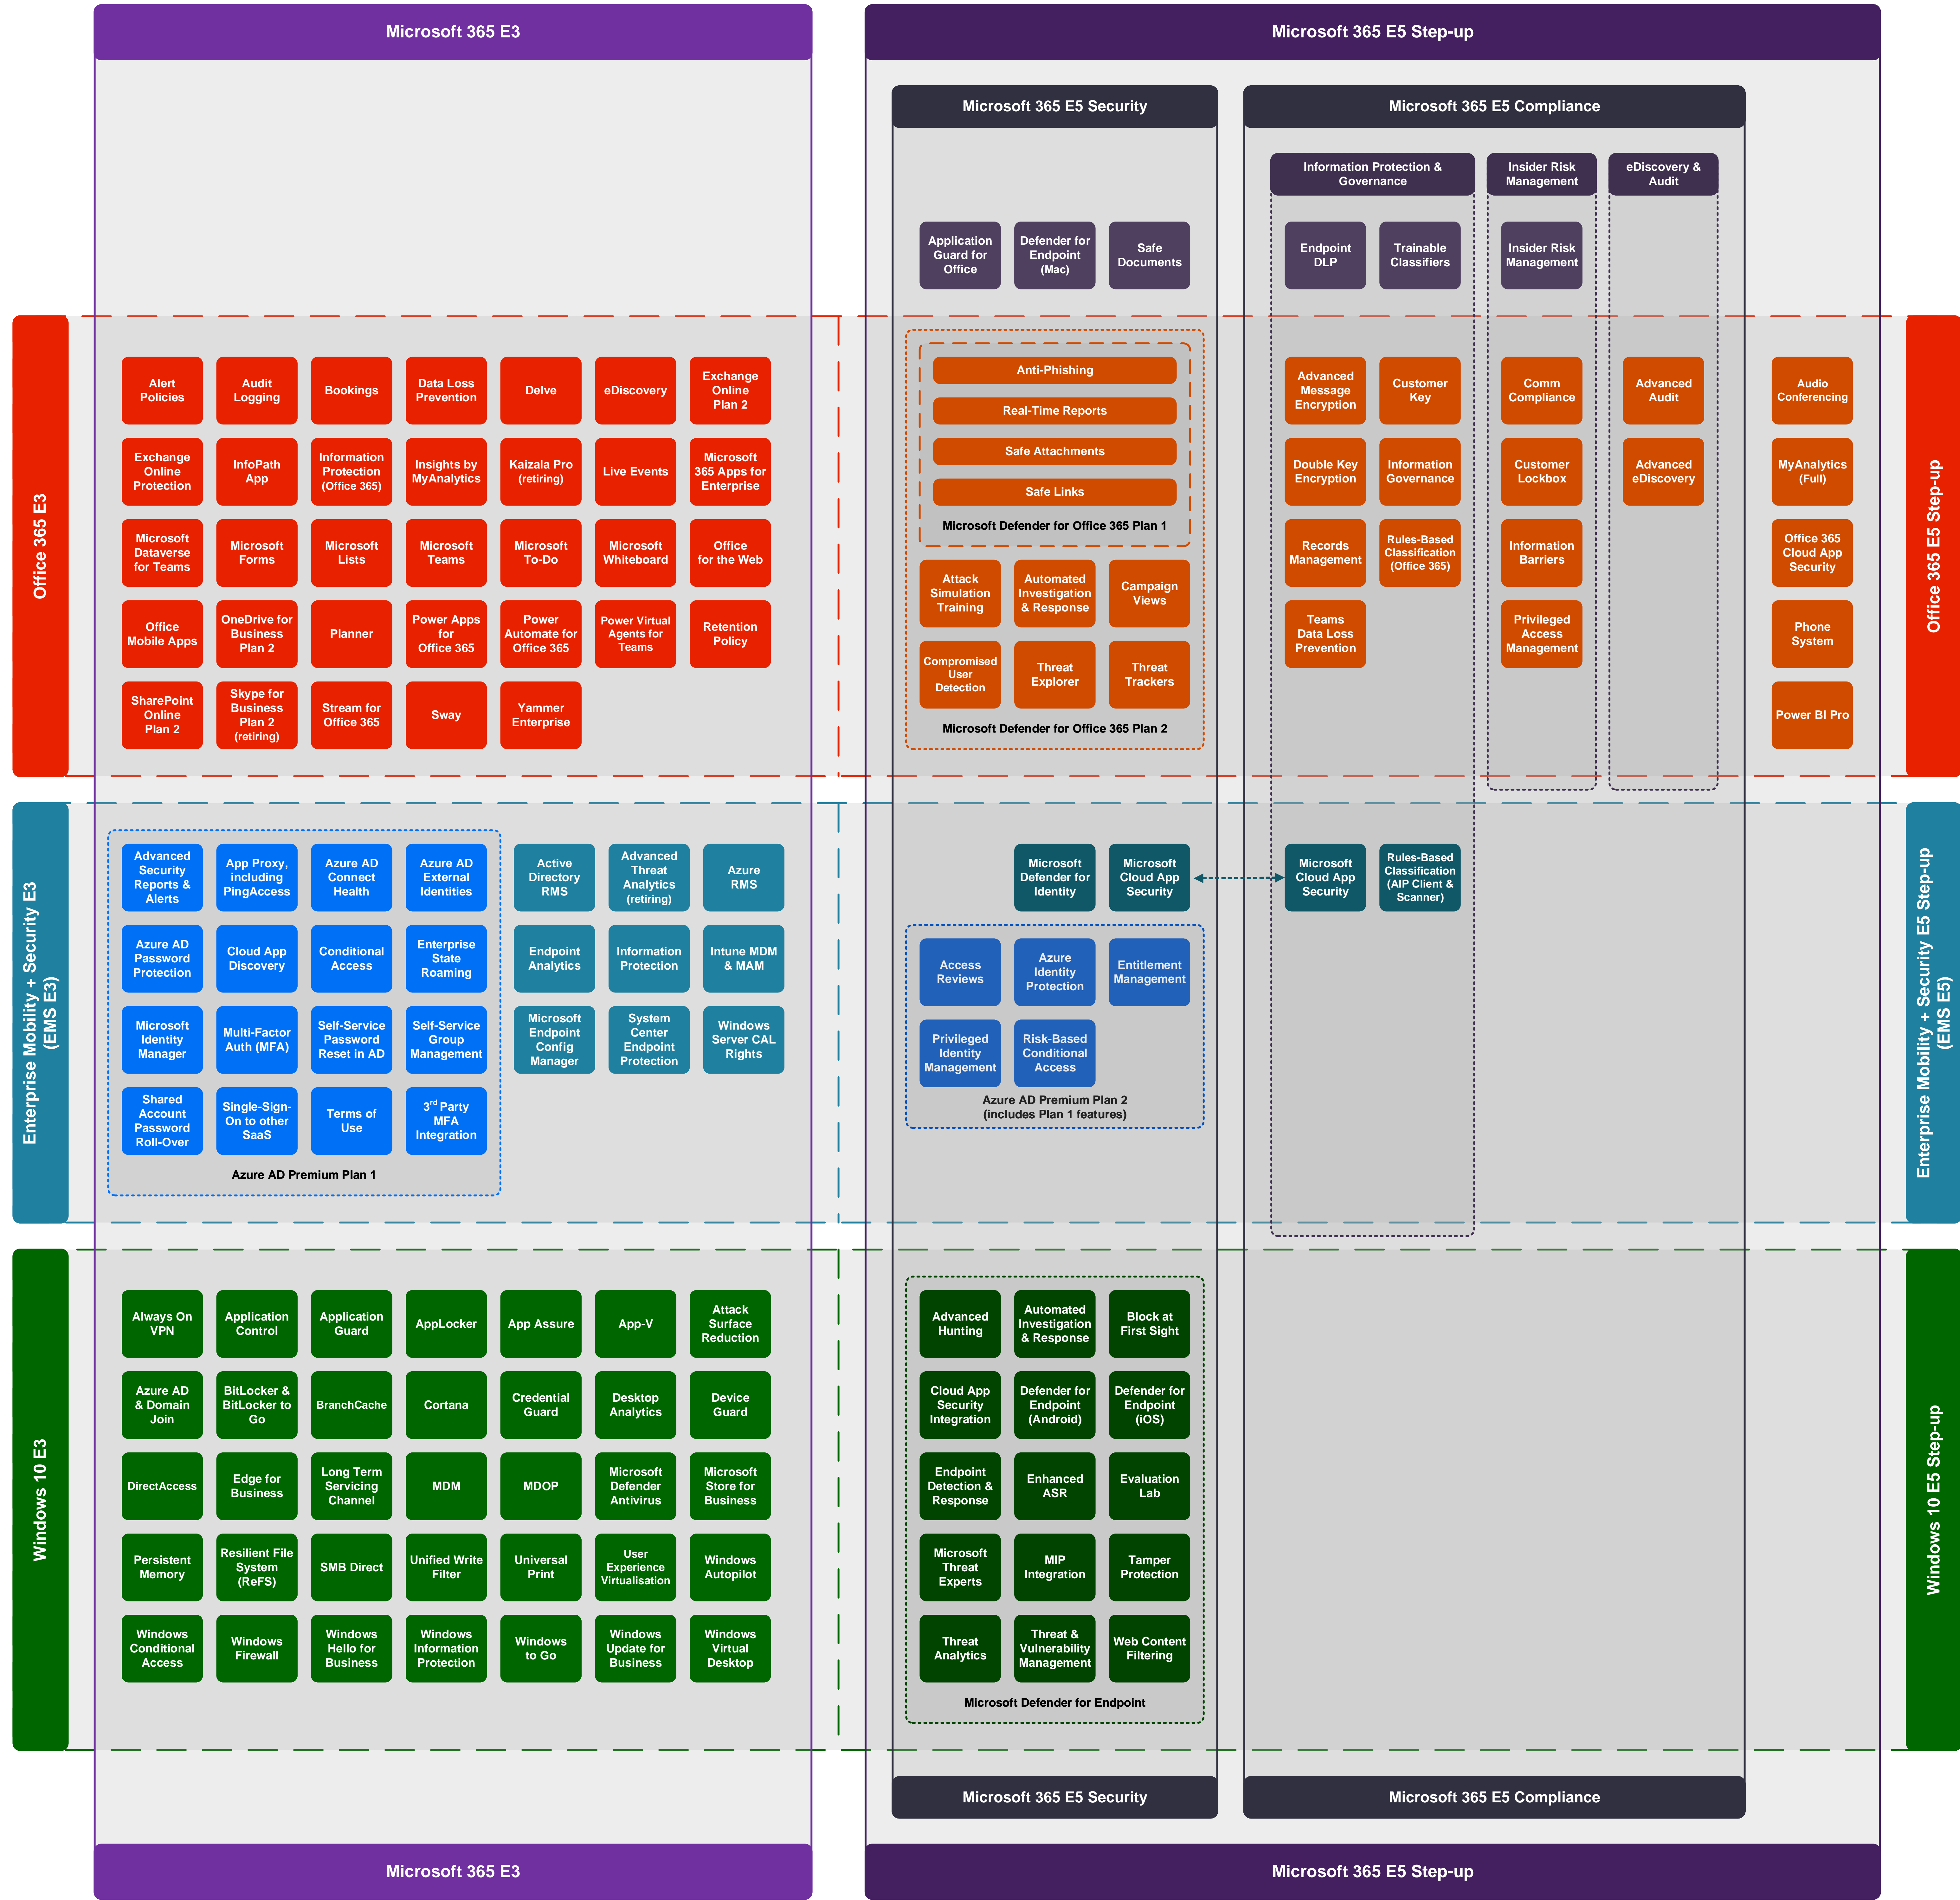 Microsoft 365 E3
Microsoft 365 E5 Step-up
Microsoft 365 E5 Security
Microsoft 365 E5 Compliance
Information Protection &
Governance
Insider Risk
Management
eDiscovery &
Audit
Application
Guard for
Office
Defender for
Endpoint
(Mac)
Safe
Documents
Endpoint
DLP
Trainable
Classifiers
Insider Risk
Management
Office 365 E3
Alert
Policies
Audit
Logging
Bookings
Data Loss
Prevention
Delve
eDiscovery
Exchange
Online
Plan 2
Exchange
Online
Protection
InfoPath
App
Information
Protection
(Office 365)
Insights by
MyAnalytics
Kaizala Pro
(retiring)
Live Events
Microsoft
365 Apps for
Enterprise
Microsoft
Dataverse
for Teams
Microsoft
Forms
Microsoft
Lists
Microsoft
Teams
Microsoft
To-Do
Microsoft
Whiteboard
Office
for the Web
Office
Mobile Apps
OneDrive for
Business
Plan 2
Planner
Power Apps
for
Office 365
Power
Automate for
Office 365
Power Virtual
Agents for
Teams
Retention
Policy
SharePoint
Online
Plan 2
Skype for
Business
Plan 2
(retiring)
Stream for
Office 365
Sway
Yammer
Enterprise
Anti-Phishing
Real-Time Reports
Safe Attachments
Safe Links
Microsoft Defender for Office 365 Plan 1
Attack
Simulation
Training
Automated
Investigation
& Response
Campaign
Views
Compromised
User
Detection
Threat
Explorer
Threat
Trackers
Microsoft Defender for Office 365 Plan 2
Advanced
Message
Encryption
Customer
Key
Double Key
Encryption
Information
Governance
Records
Management
Rules-Based
Classification
(Office 365)
Teams
Data Loss
Prevention
Comm
Compliance
Customer
Lockbox
Information
Barriers
Privileged
Access
Management
Advanced
Audit
Advanced
eDiscovery
Audio
Conferencing
MyAnalytics
(Full)
Office 365
Cloud App
Security
Phone
System
Power BI Pro
Office 365 E5 Step-up
Enterprise Mobility + Security E3
(EMS E3)
Advanced
Security
Reports &
Alerts
App Proxy,
including
PingAccess
Azure AD
Connect
Health
Azure AD
External
Identities
Azure AD
Password
Protection
Cloud App
Discovery
Conditional
Access
Enterprise
State
Roaming
Microsoft
Identity
Manager
Multi-Factor
Auth (MFA)
Self-Service
Password
Reset in AD
Self-Service
Group
Management
Shared
Account
Password
Roll-Over
Single-Sign-
On to other
SaaS
Terms of
Use
3rd Party
MFA
Integration
Azure AD Premium Plan 1
Active
Directory
RMS
Advanced
Threat
Analytics
(retiring)
Azure
RMS
Endpoint
Analytics
Information
Protection
Intune MDM
& MAM
Microsoft
Endpoint
Config
Manager
System
Center
Endpoint
Protection
Windows
Server CAL
Rights
Microsoft
Defender for
Identity
Microsoft
Cloud App
Security
Access
Reviews
Azure
Identity
Protection
Entitlement
Management
Privileged
Identity
Management
Risk-Based
Conditional
Access
Azure AD Premium Plan 2
(includes Plan 1 features)
Microsoft
Cloud App
Security
Rules-Based
Classification
(AIP Client &
Scanner)
Enterprise Mobility + Security E5 Step-up
(EMS E5)
Windows 10 E3
Always On
VPN
Application
Control
Application
Guard
AppLocker
App Assure
App-V
Attack
Surface
Reduction
Azure AD
& Domain
Join
BitLocker &
BitLocker to
Go
BranchCache
Cortana
Credential
Guard
Desktop
Analytics
Device
Guard
DirectAccess
Edge for
Business
Long Term
Servicing
Channel
MDM
MDOP
Microsoft
Defender
Antivirus
Microsoft
Store for
Business
Persistent
Memory
Resilient File
System
(ReFS)
SMB Direct
Unified Write
Filter
Universal
Print
User
Experience
Virtualisation
Windows
Autopilot
Windows
Conditional
Access
Windows
Firewall
Windows
Hello for
Business
Windows
Information
Protection
Windows
to Go
Windows
Update for
Business
Windows
Virtual
Desktop
Advanced
Hunting
Automated
Investigation
& Response
Block at
First Sight
Cloud App
Security
Integration
Defender for
Endpoint
(Android)
Defender for
Endpoint
(iOS)
Endpoint
Detection &
Response
Enhanced
ASR
Evaluation
Lab
Microsoft
Threat
Experts
MIP
Integration
Tamper
Protection
Threat
Analytics
Threat &
Vulnerability
Management
Web Content
Filtering
Microsoft Defender for Endpoint
Windows 10 E5 Step-up
Microsoft 365 E5 Security
Microsoft 365 E5 Compliance
Microsoft 365 E3
Microsoft 365 E5 Step-up